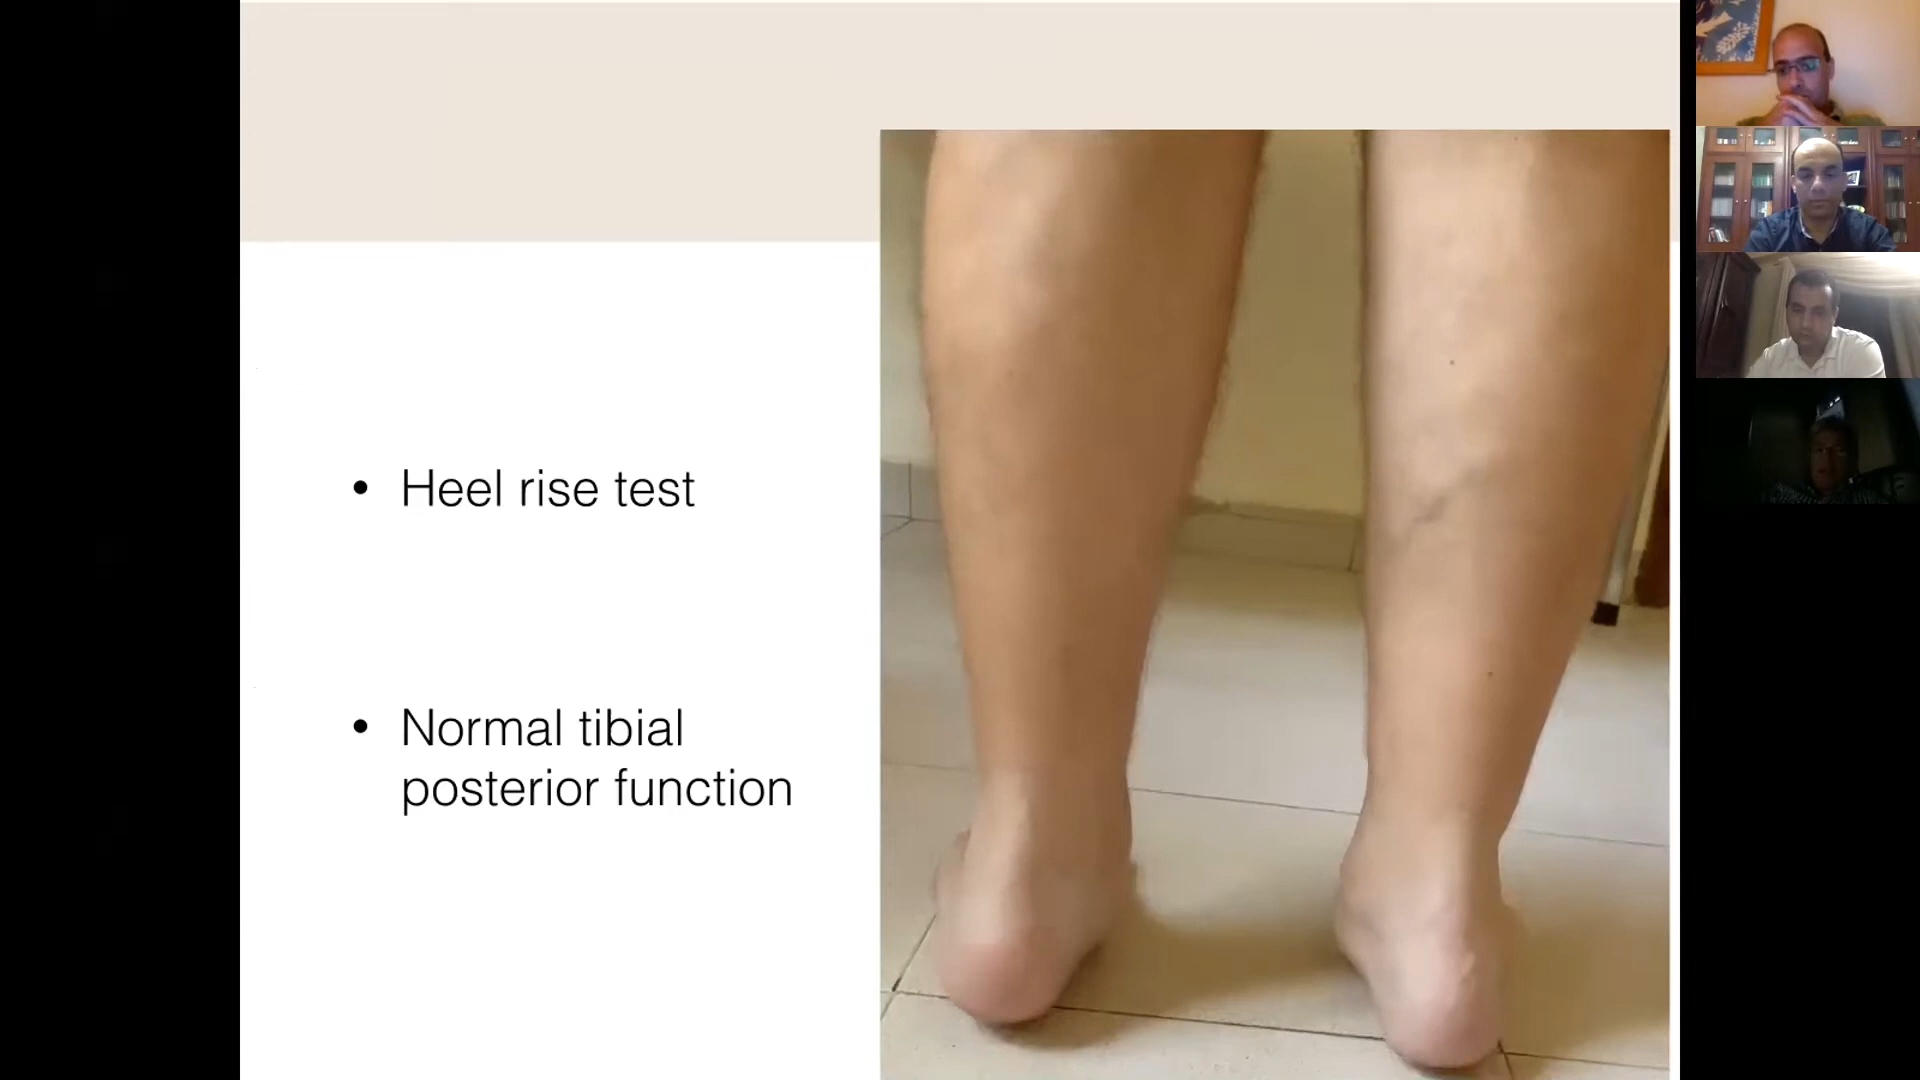 • Heel rise test
• Normal tibial
posterior function